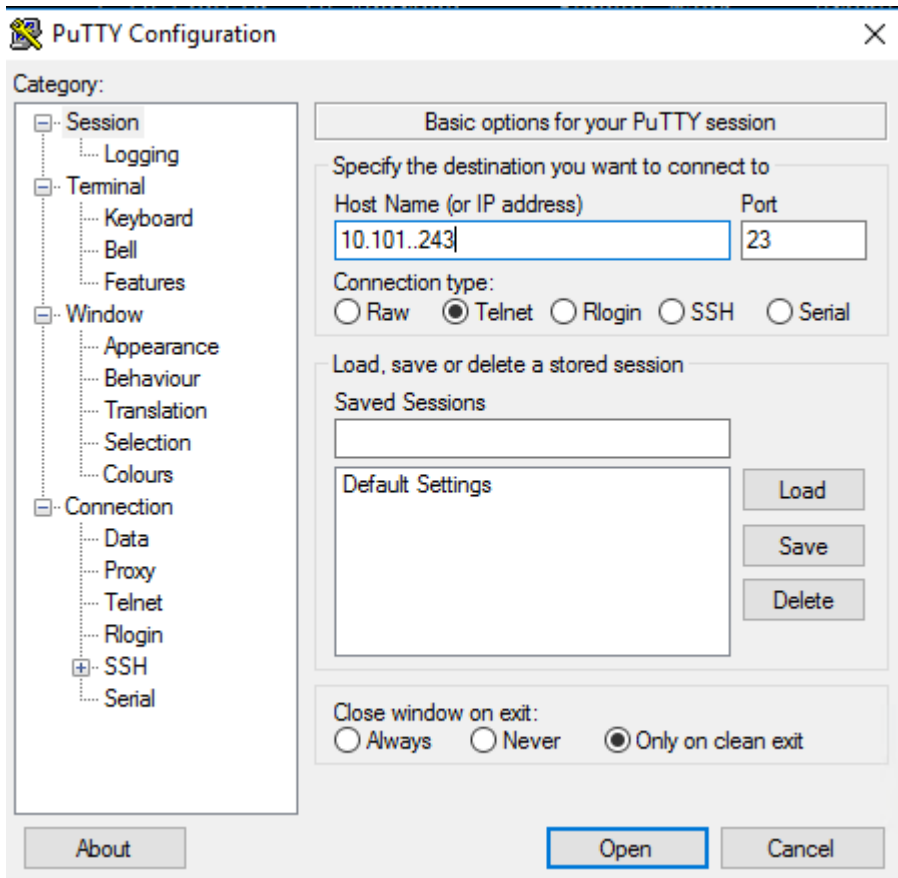 PuTTY Configuration
Category:
Session
Logging
Terminal
Keyboard
Bell
Features
Window
Appearance
Behaviour
Translation
Selection
Colours
Connection
Data
Proxy
Telnet
Rlogin
SSH
Serial
Basic options for your PuTTY session
Specify the destination you want to connect to
Host Name (or IP address) Port
10.101..243 23
Connection type:
Raw Telnet Rlogin SSH Serial
Load, save or delete a stored session
Saved Sessions
Default Settings
Load
Save
Delete
Close window on exit:
Always Never Only on clean exit
About Open Cancel